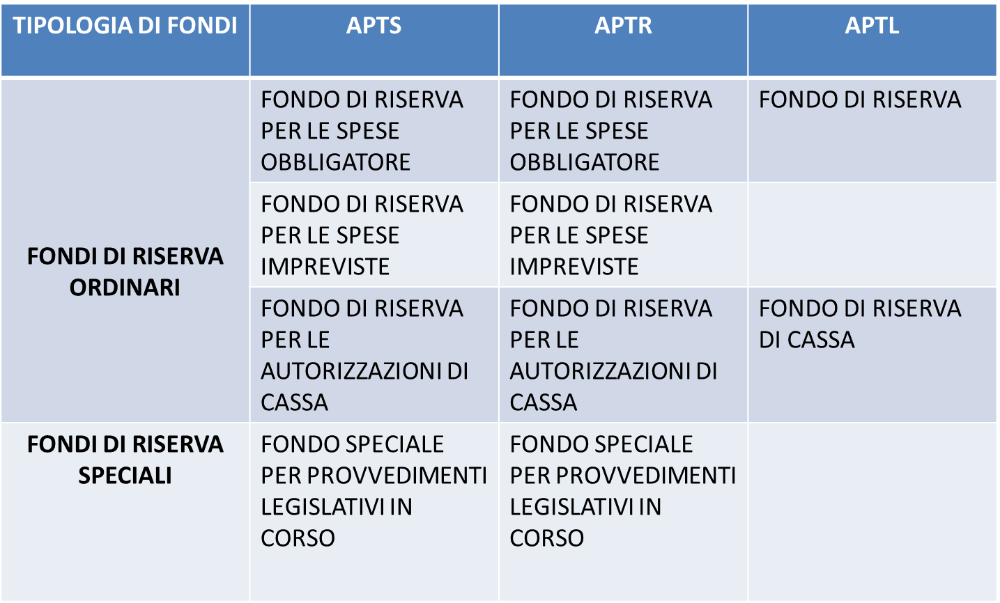 TIPOLOGIA DI FONDI
APTS
APTR
APTL
FONDI DI RISERVA
ORDINARI
FONDO DI RISERVA
PER LE SPESE
OBBLIGATORE
FONDO DI RISERVA
PER LE SPESE
OBBLIGATORE
FONDO DI RISERVA
FONDO DI RISERVA
PER LE SPESE
IMPREVISTE
FONDO DI RISERVA
PER LE SPESE
IMPREVISTE
FONDO DI RISERVA
PER LE
AUTORIZZAZIONI DI
CASSA
FONDO DI RISERVA
PER LE
AUTORIZZAZIONI DI
CASSA
FONDO DI RISERVA
DI CASSA
FONDI DI RISERVA
SPECIALI
FONDO SPECIALE
PER PROVVEDIMENTI
LEGISLATIVI IN
CORSO
FONDO SPECIALE
PER PROVVEDIMENTI
LEGISLATIVI IN
CORSO